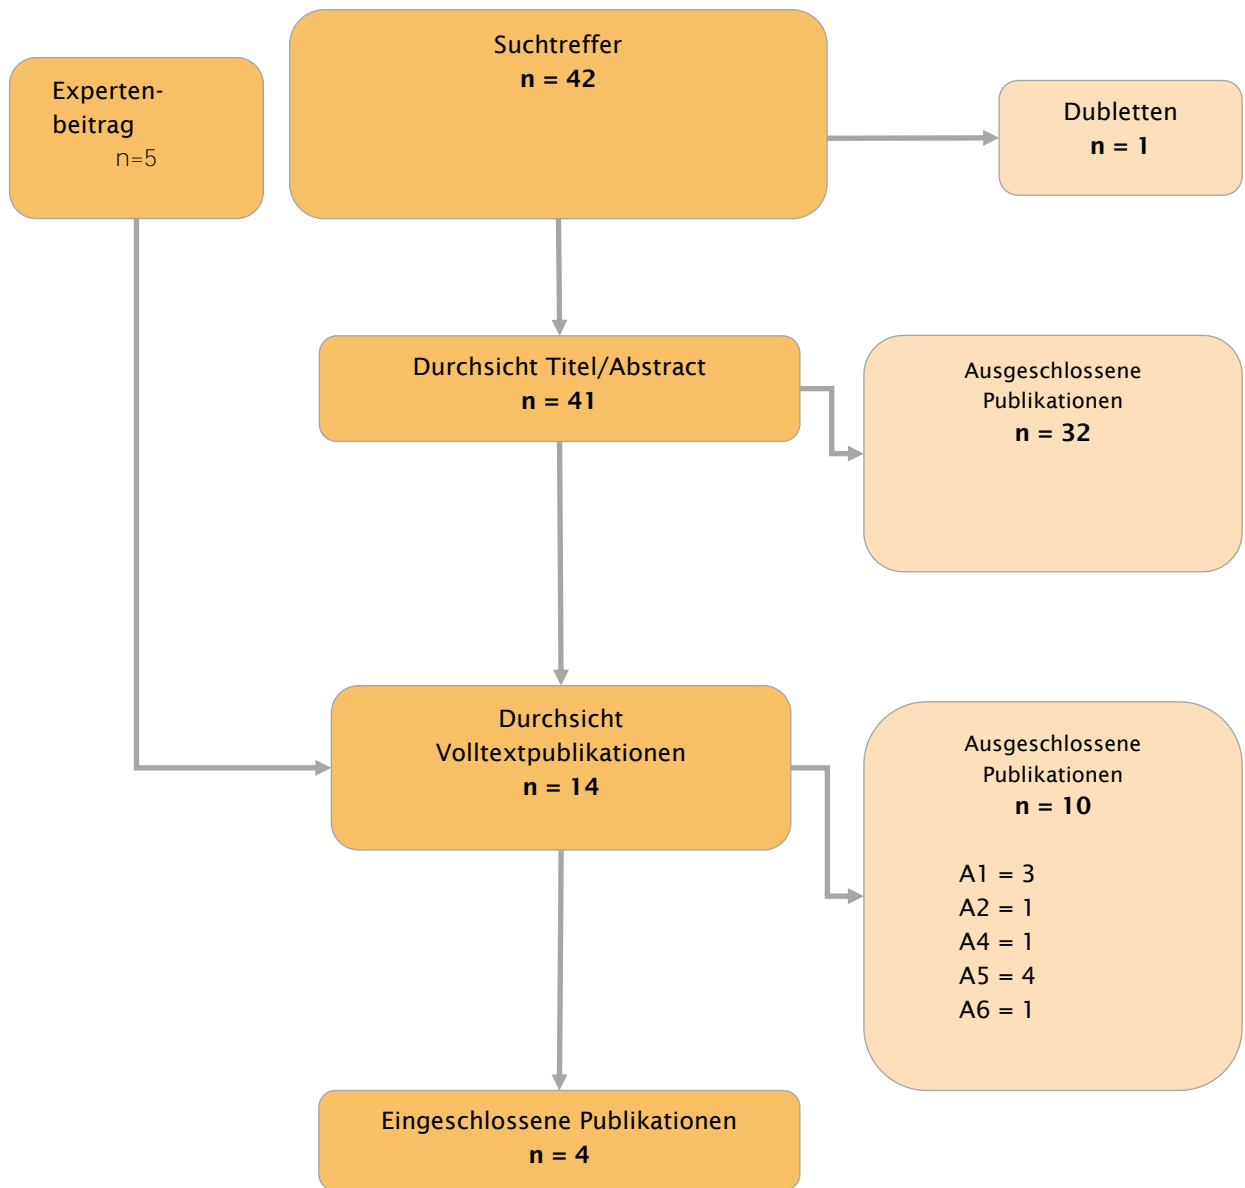 Suchtreffer
n = 42
Experten-
beitrag
n=5
Dubletten
n = 1
Durchsicht Titel/Abstract
n = 41
Ausgeschlossene
Publikationen
n = 32
Durchsicht
Volltextpublikationen
n = 14
Ausgeschlossene
Publikationen
n = 10
A1 = 3
A2 = 1
A4 = 1
A5 = 4
A6 = 1
Eingeschlossene Publikationen
n = 4